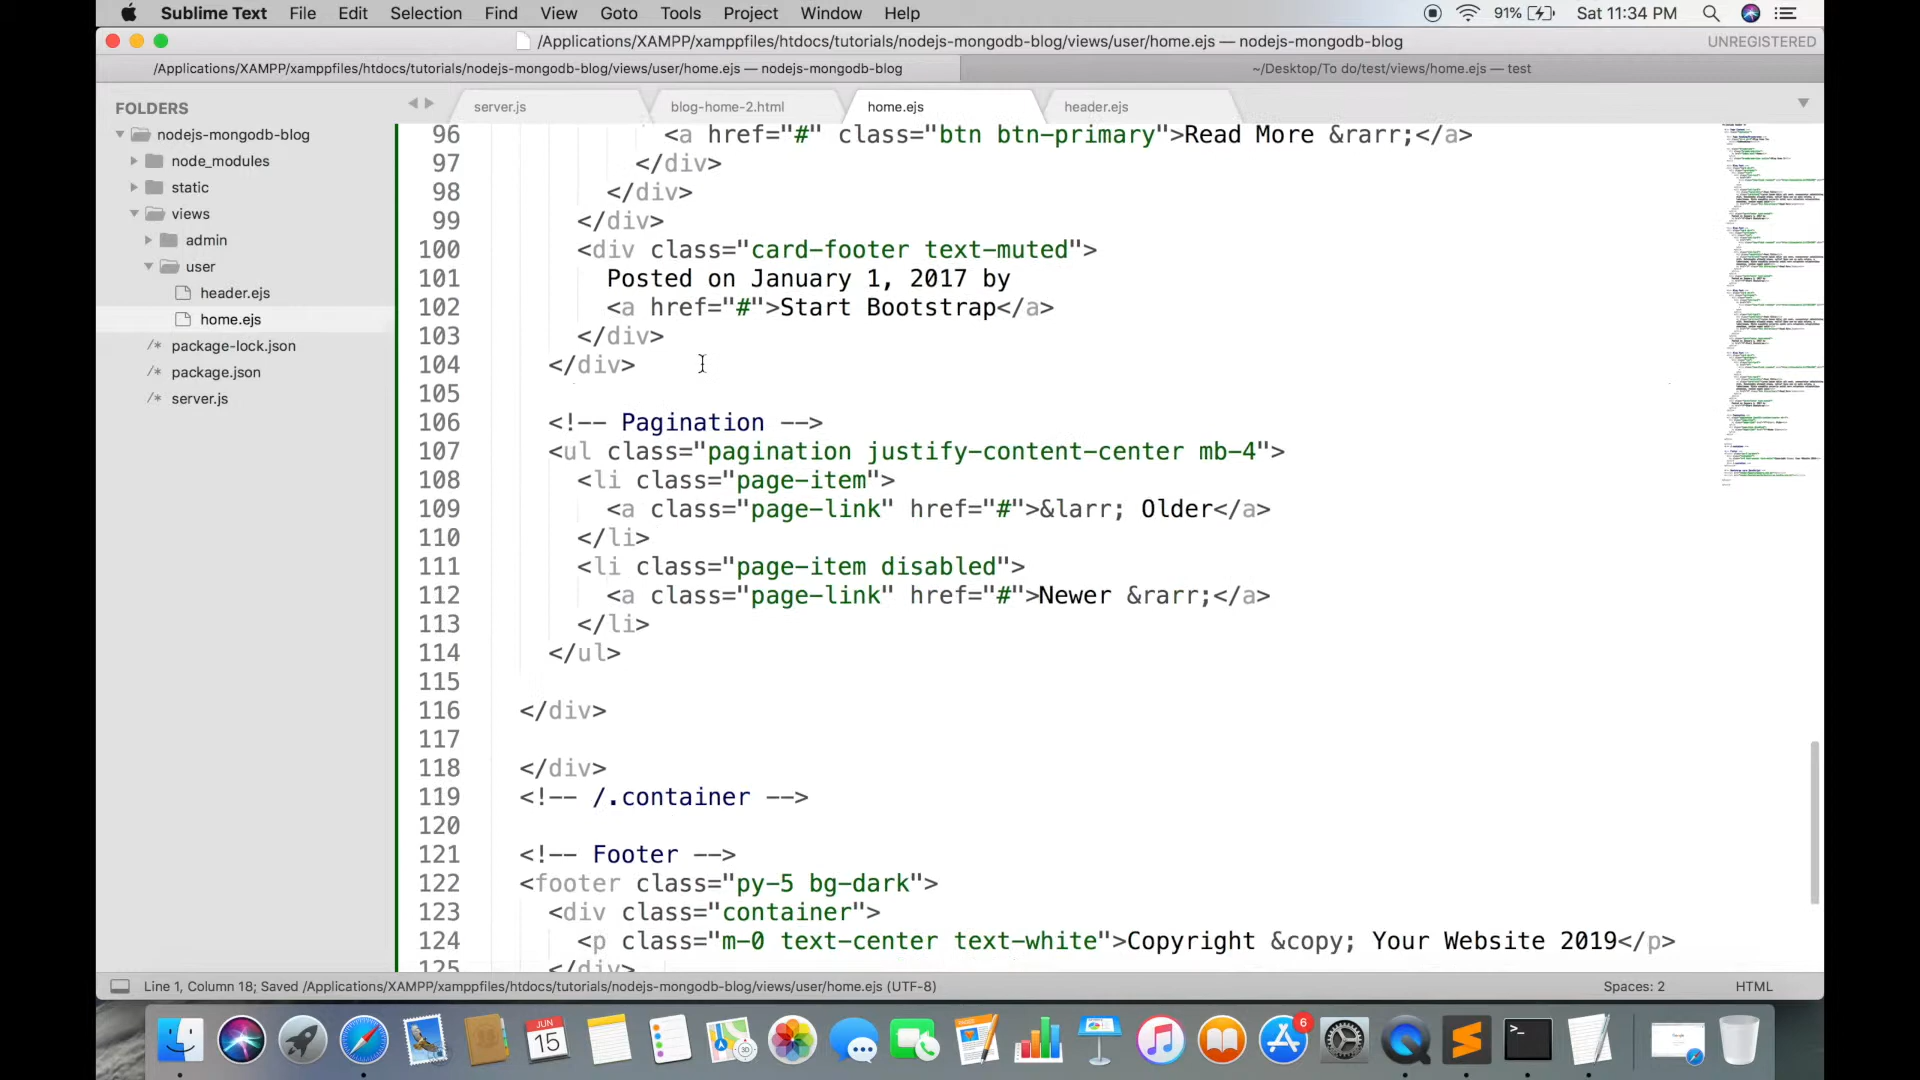 Sublime Text File Edit Selection Find View Goto Tools Project Window Help 91% Sat 11:34 PM
/Applications/XAMPP/xamppfiles/htdocs/tutorials/nodejs-mongodb-blog/views/user/home.ejs — nodejs-mongodb-blog UNREGISTERED
/Applications/XAMPP/xamppfiles/htdocs/tutorials/nodejs-mongodb-blog/views/user/home.ejs — nodejs-mongodb-blog ~/Desktop/To do/test/views/home.ejs — test
FOLDERS
nodejs-mongodb-blog
node_modules
static
views
admin
user
header.ejs
home.ejs
package-lock.json
package.json
server.js
server.js blog-home-2.html home.ejs header.ejs
96 <a href="#" class="btn btn-primary">Read More &rarr;</a>
97 </div>
98 </div>
99 </div>
100 <div class="card-footer text-muted">
101 Posted on January 1, 2017 by
102 <a href="#">Start Bootstrap</a>
103 </div>
104 </div>
105
106 <!-- Pagination -->
107 <ul class="pagination justify-content-center mb-4">
108 <li class="page-item">
109 <a class="page-link" href="#">&larr; Older</a>
110 </li>
111 <li class="page-item disabled">
112 <a class="page-link" href="#">Newer &rarr;</a>
113 </li>
114 </ul>
115
116 </div>
117
118 </div>
119 <!-- /.container -->
120
121 <!-- Footer -->
122 <footer class="py-5 bg-dark">
123 <div class="container">
124 <p class="m-0 text-center text-white">Copyright &copy; Your Website 2019</p>
125 </div>
Line 1, Column 18; Saved /Applications/XAMPP/xamppfiles/htdocs/tutorials/nodejs-mongodb-blog/views/user/home.ejs (UTF-8) Spaces: 2 HTML
JUN
15
6